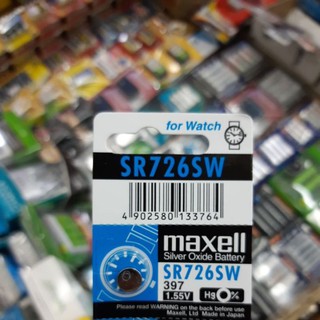 for Watch
SR726SW
4 902580 133764
maxell
Silver Oxide Battery
SR726SW
397
1.55V
Hg 0%
Please read WARNING on the back before use
Maxell, Ltd. Made in Japan